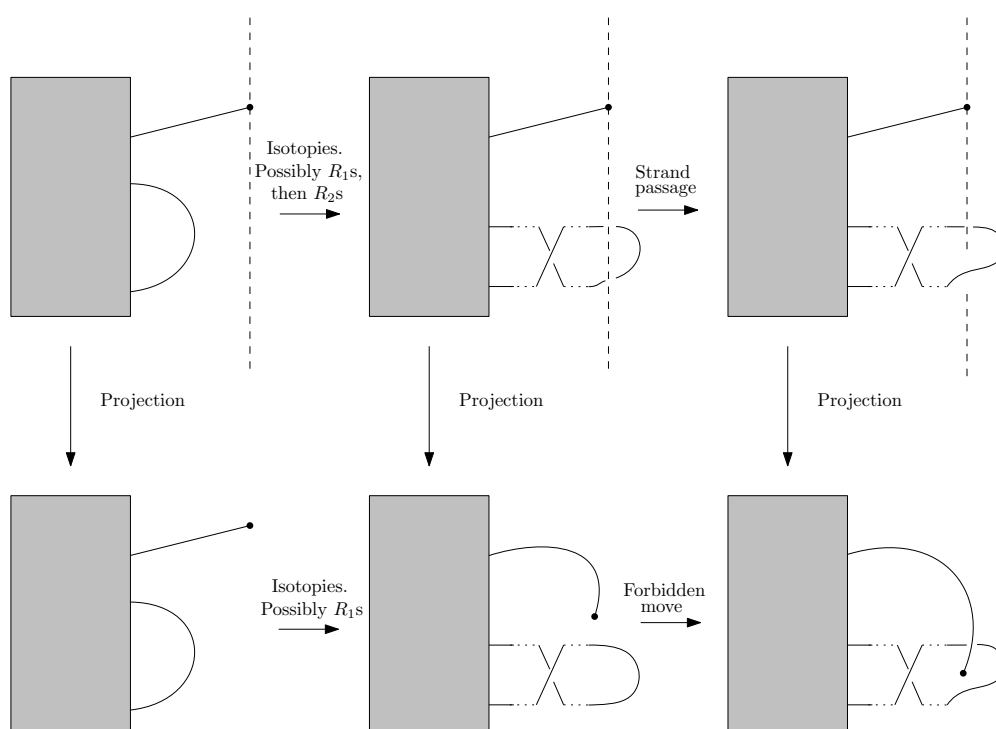 Isotopies.
Possibly R₁s,
then R₂s
Strand
passage
Projection
Projection
Projection
Isotopies.
Possibly R₁s
Forbidden
move